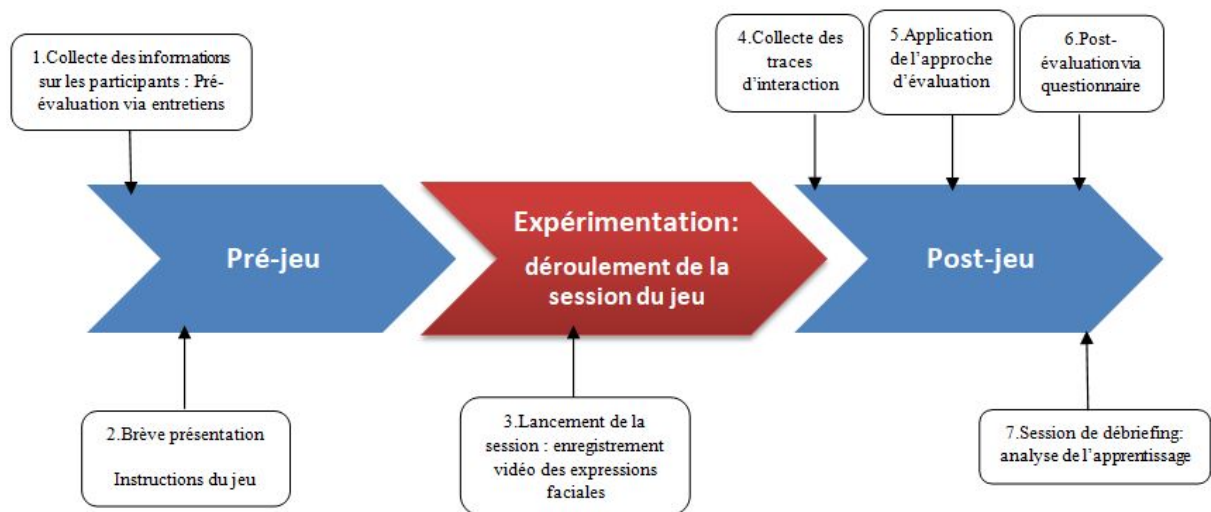 1.Collecte des informations
sur les participants : Pré-
évaluation via entretiens
4.Collecte des
traces
d’interaction
5.Application
de l’approche
d’évaluation
6.Post-
évaluation via
questionnaire
Pré-jeu
Expérimentation:
déroulement de la
session du jeu
Post-jeu
2.Brève présentation
Instructions du jeu
3.Lancement de la
session : enregistrement
vidéo des expressions
faciales
7.Session de débriefing:
analyse de l’apprentissage